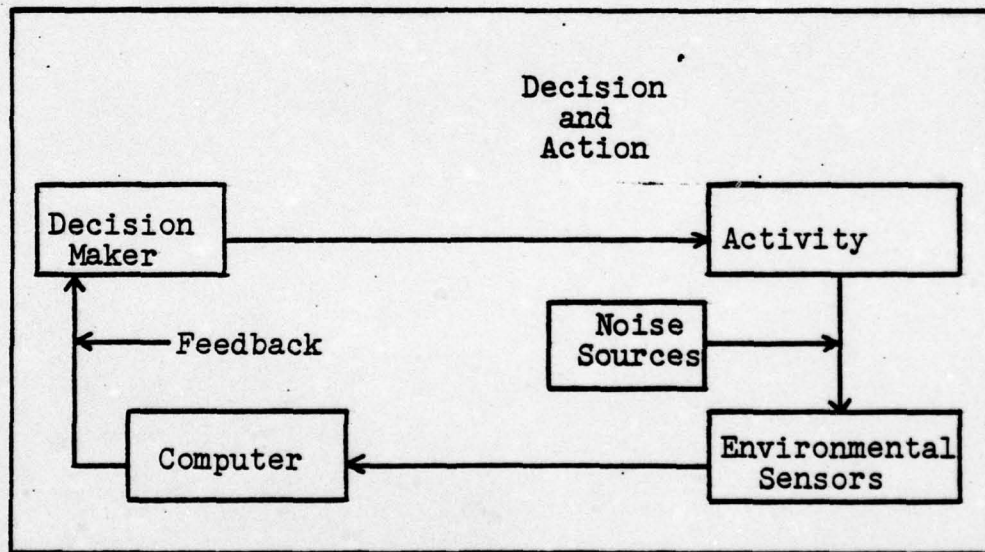 Decision
and
Action
Decision
Maker
Activity
Noise
Sources
Feedback
Computer
Environmental
Sensors